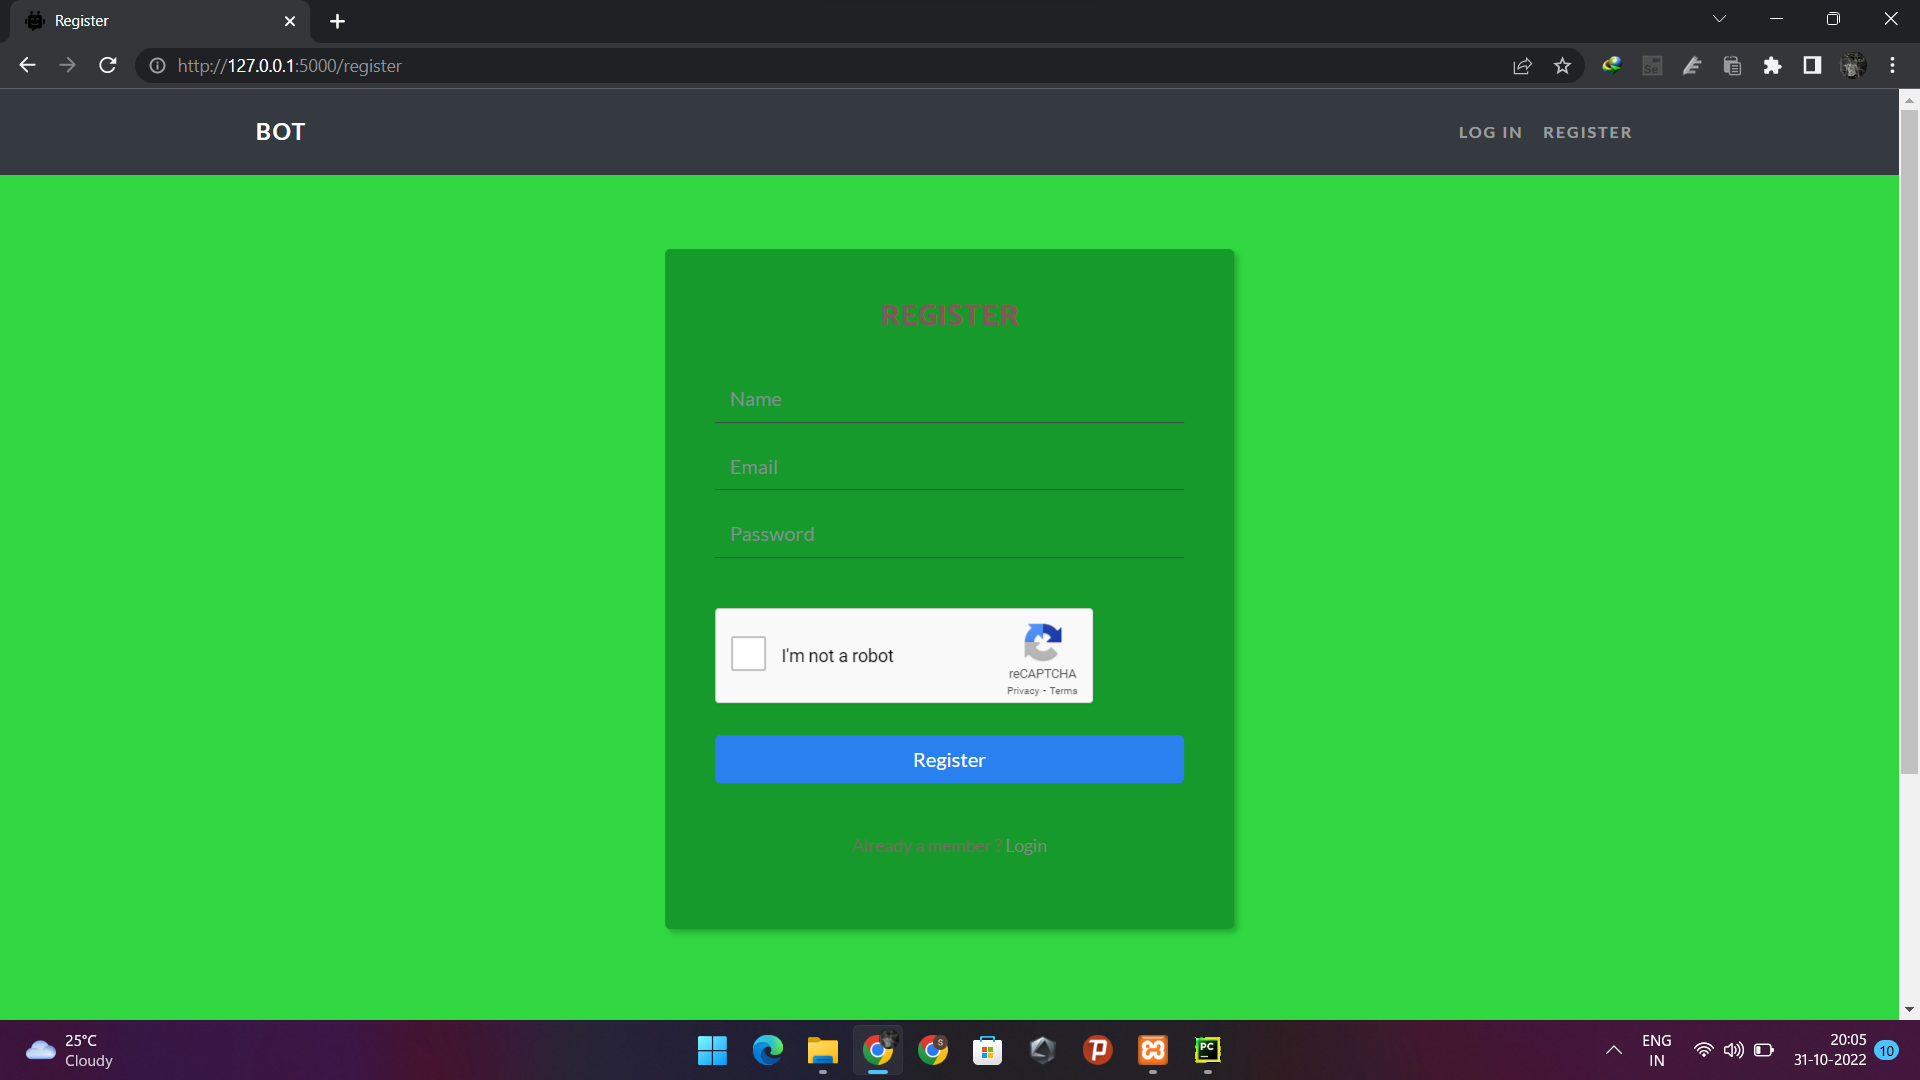 Register
http://127.0.0.1:5000/register
BOT
LOG IN REGISTER
REGISTER
Name
Email
Password
I'm not a robot
reCAPTCHA
Privacy - Terms
Register
Already a member ? Login
25°C
Cloudy
ENG
IN
20:05
31-10-2022
10